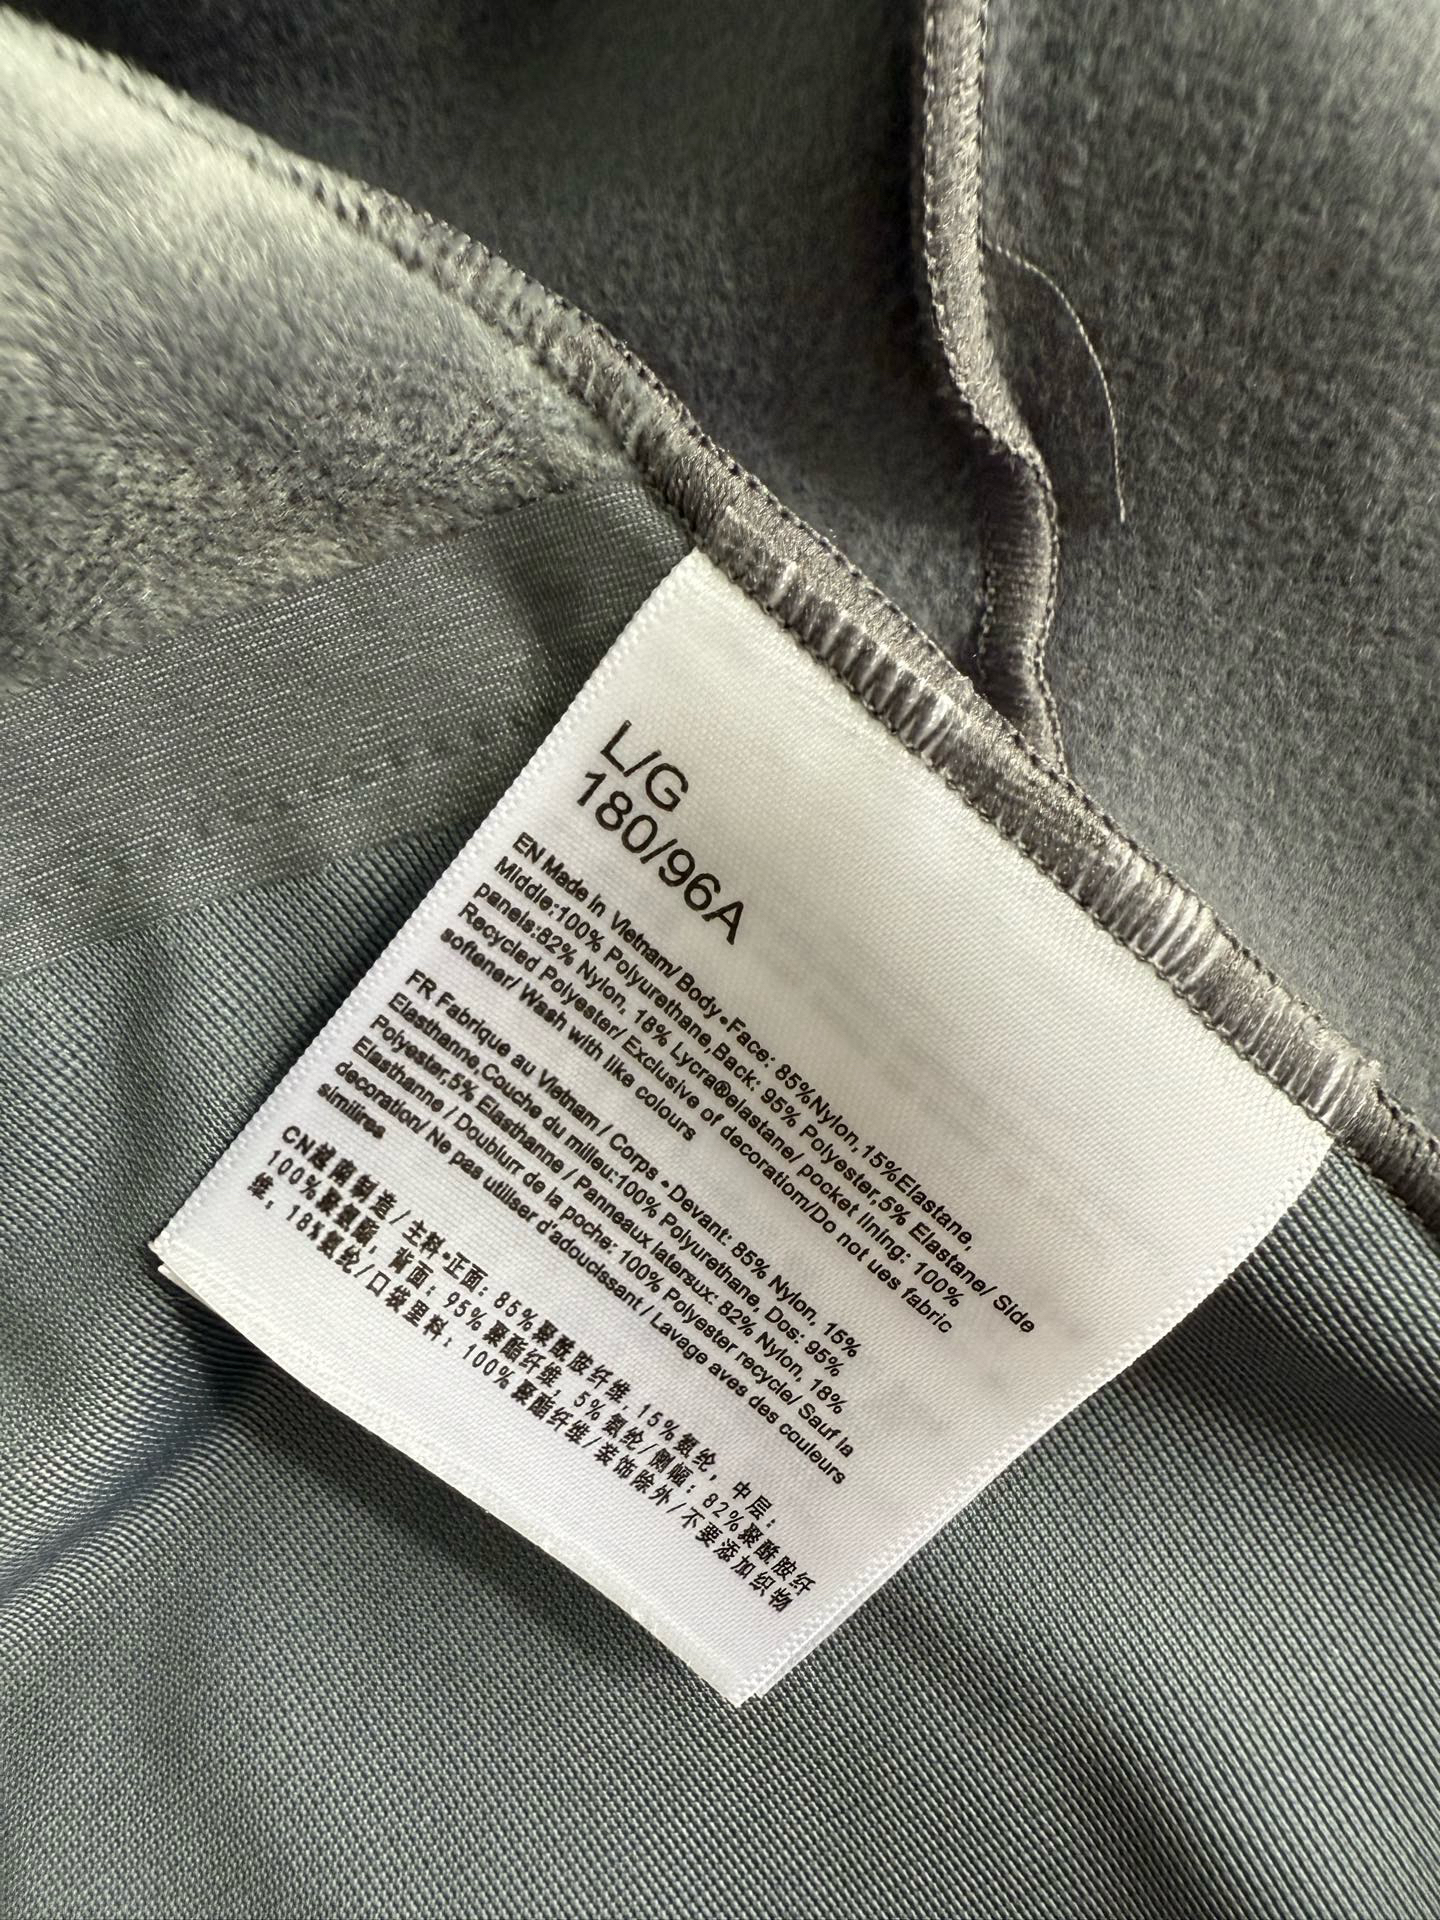 L/G
180/96A
EN Made in Vietnam/ Body•Face: 85%Nylon,15%Elastane,
Middle:100% Polyurethane,Back: 95% Polyester,5% Elastane/ Side
panels:82% Nylon, 18% Lycra®elastane/ pocket lining: 100%
Recycled Polyester/ Exclusive of decoratiom/Do not ues fabric
softener/ Wash with like colours
FR Fabrique au Vietnam / Corps • Devant: 85% Nylon, 15%
Elasthanne,Couche du milieu:100% Polyurethane, Dos: 95%
Polyester,5% Elasthanne / Panneaux latersux: 82% Nylon, 18%
Elasthanne / Doublurr de la poche: 100% Polyester recycle/ Sauf la
decoration/ Ne pas utiliser d'adoucissant / Lavage aves des couleurs
similires
CN越南制造/主料•正面: 85%聚酰胺纤维,15%氨纶, 中层:
100%聚氨酯, 背面: 95%聚酯纤维, 5%氨纶/侧幅: 82%聚酰胺纤
维, 18%氨纶/口袋里料: 100%聚酯纤维/装饰除外/不要添加织物